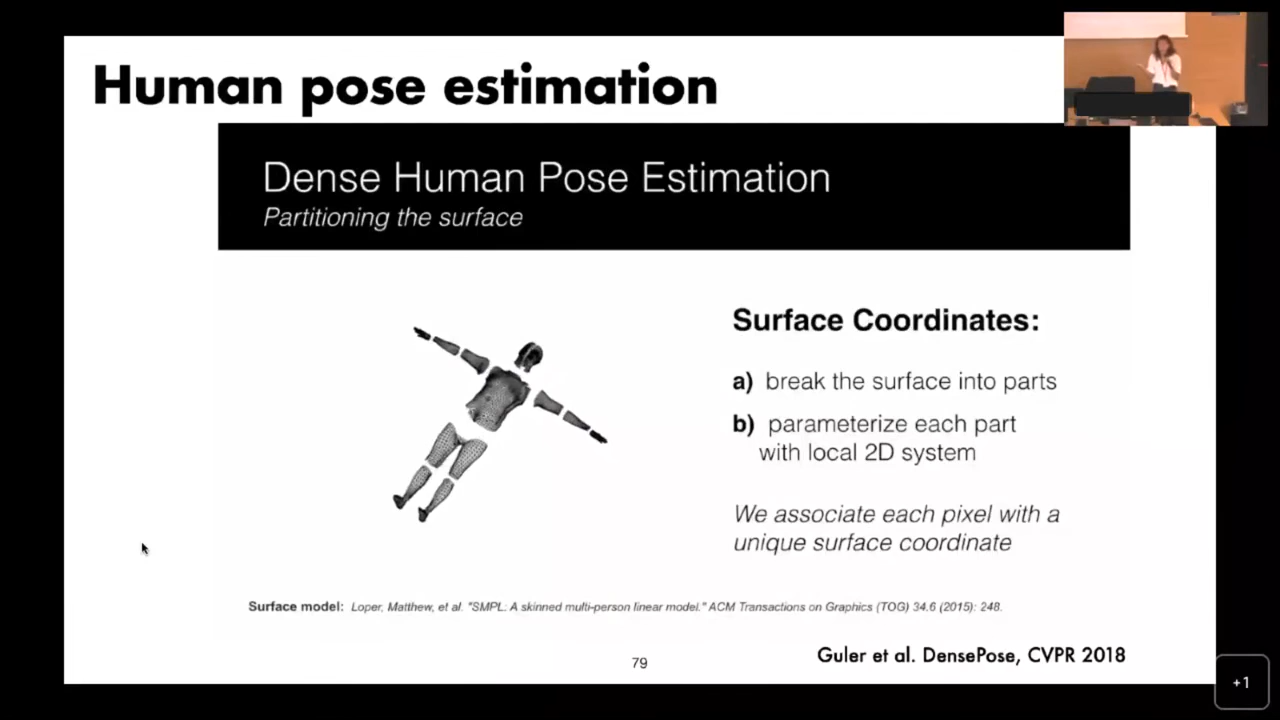 Human pose estimation
Dense Human Pose Estimation
Partitioning the surface
Surface Coordinates:
a) break the surface into parts
b) parameterize each part
with local 2D system
We associate each pixel with a
unique surface coordinate
Surface model: Loper, Matthew, et al. "SMPL: A skinned multi-person linear model." ACM Transactions on Graphics (TOG) 34.6 (2015): 248.
79
Guler et al. DensePose, CVPR 2018
+1